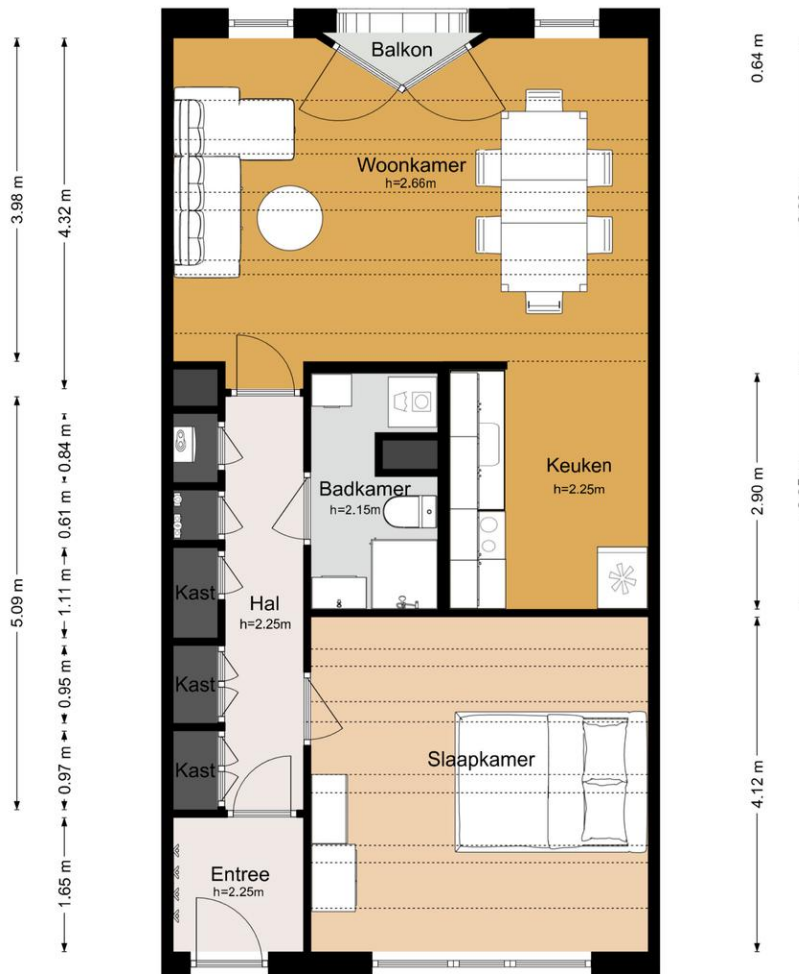 Balkon
Woonkamer
h=2.66m
Keuken
h=2.25m
Badkamer
h=2.15m
Hal
h=2.25m
Kast
Kast
Kast
Slaapkamer
Entree
h=2.25m
3.98 m
4.32 m
5.09 m
0.84 m
0.61 m
1.11 m
0.95 m
0.97 m
1.65 m
0.64 m
2.90 m
4.12 m